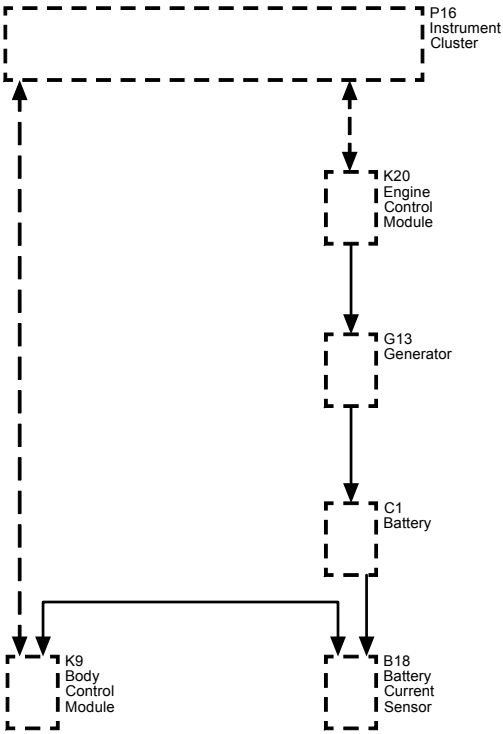 P16
Instrument
Cluster
K20
Engine
Control
Module
G13
Generator
C1
Battery
K9
Body
Control
Module
B18
Battery
Current
Sensor